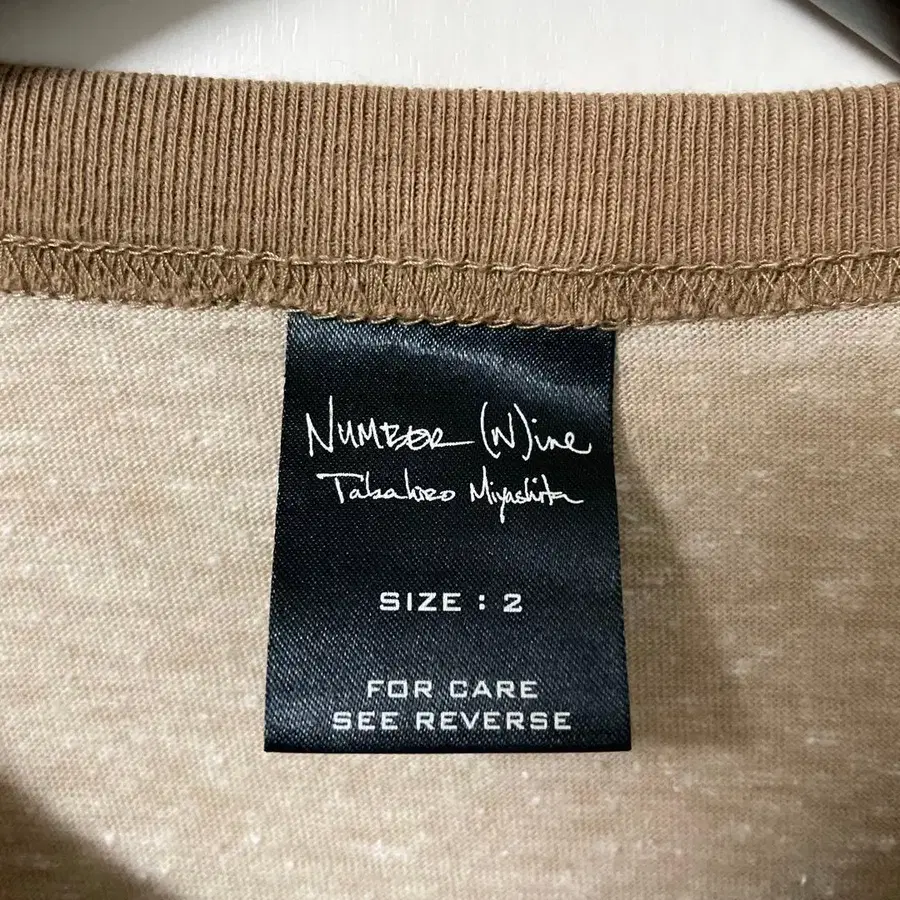 NUMBER (N)ine
Takahiro Miyashita
SIZE : 2
FOR CARE
SEE REVERSE